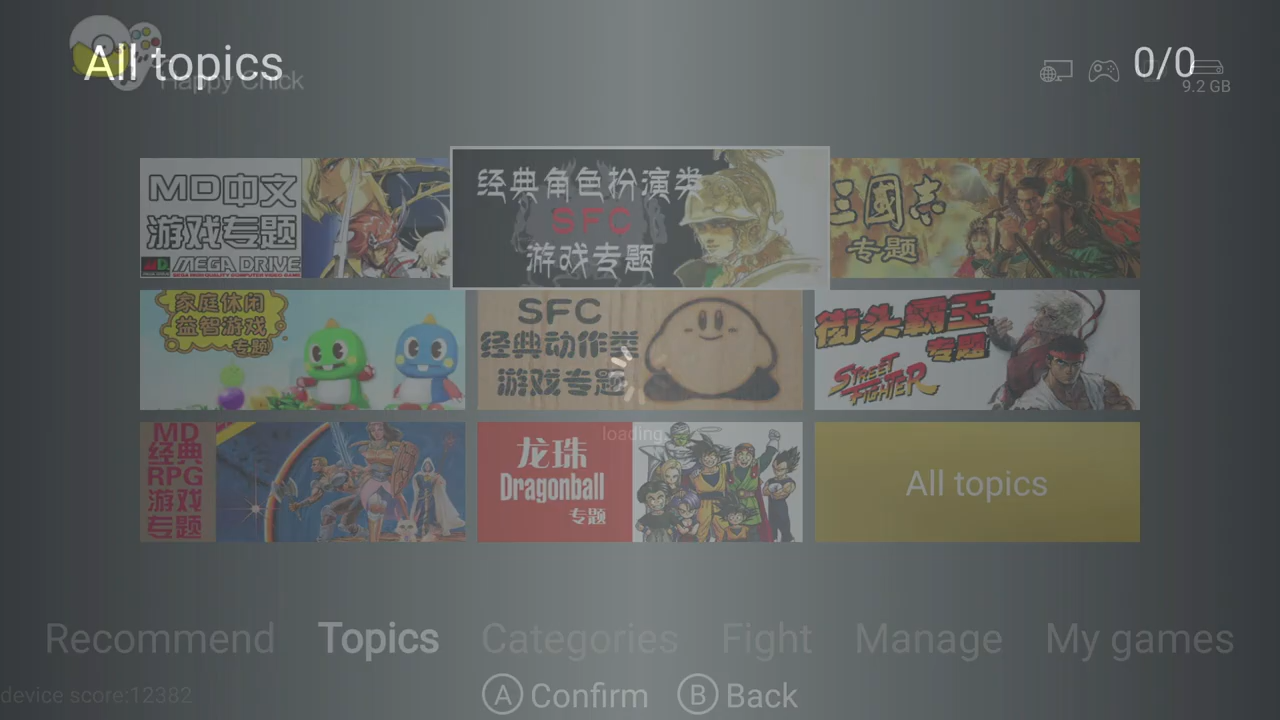 All topics
Happy Chick
0/0
9.2 GB
MD中文
游戏专题
MEGA DRIVE
经典角色扮演类
SFC
游戏专题
三國志
专题
家庭休闲
益智游戏
专题
SFC
经典动作类
游戏专题
街头霸王
专题
STREET
FIGHTER
MD
经典
RPG
游戏
专题
loading
龙珠
Dragonball
专题
All topics
Recommend
Topics
Categories
Fight
Manage
My games
device score:12382
A Confirm
B Back